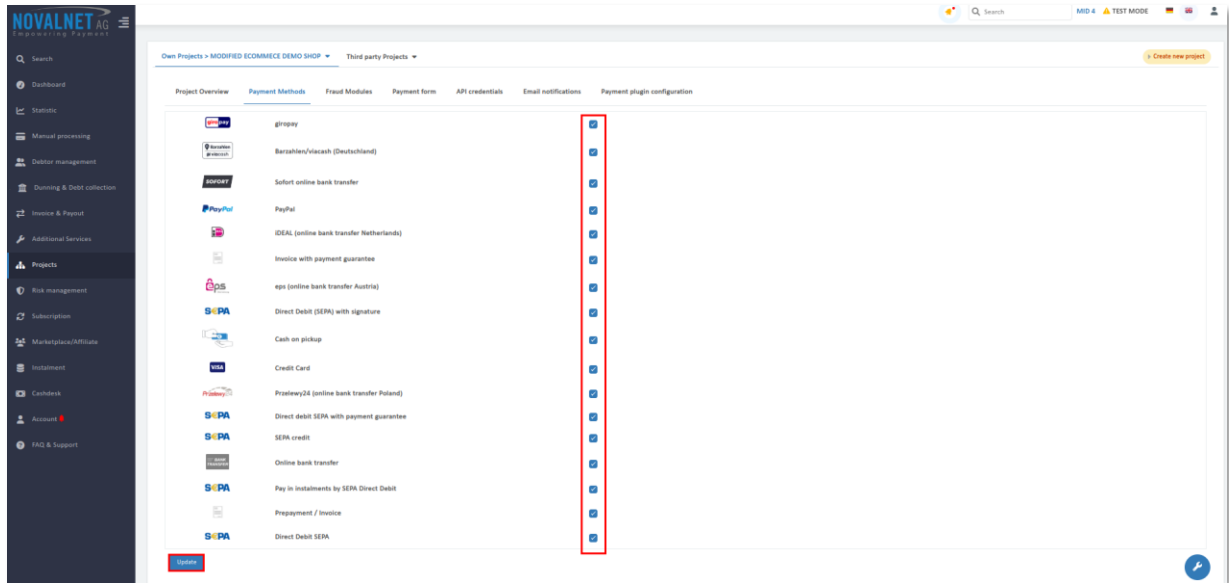 NOVALNET AG
Empowering Payment
Search
MID 4 TEST MODE
Search
Dashboard
Statistic
Manual processing
Debtor management
Dunning & Debt collection
Invoice & Payout
Additional Services
Projects
Risk management
Subscription
Marketplace/Affiliate
Instalment
Cashdesk
Account
FAQ & Support
Own Projects > MODIFIED ECOMMECE DEMO SHOP Third party Projects
> Create new project
Project Overview Payment Methods Fraud Modules Payment form API credentials Email notifications Payment plugin configuration
giro pay giropay
Barzahlen viacash Barzahlen/viacash (Deutschland)
SOFORT Sofort online bank transfer
PayPal PayPal
iDEAL (online bank transfer Netherlands)
Invoice with payment guarantee
eps eps (online bank transfer Austria)
SEPA Direct Debit (SEPA) with signature
Cash on pickup
VISA Credit Card
Przelewy24 (online bank transfer Poland)
SEPA Direct debit SEPA with payment guarantee
SEPA SEPA credit
BANK TRANSFER Online bank transfer
SEPA Pay in instalments by SEPA Direct Debit
Prepayment / Invoice
SEPA Direct Debit SEPA
Update